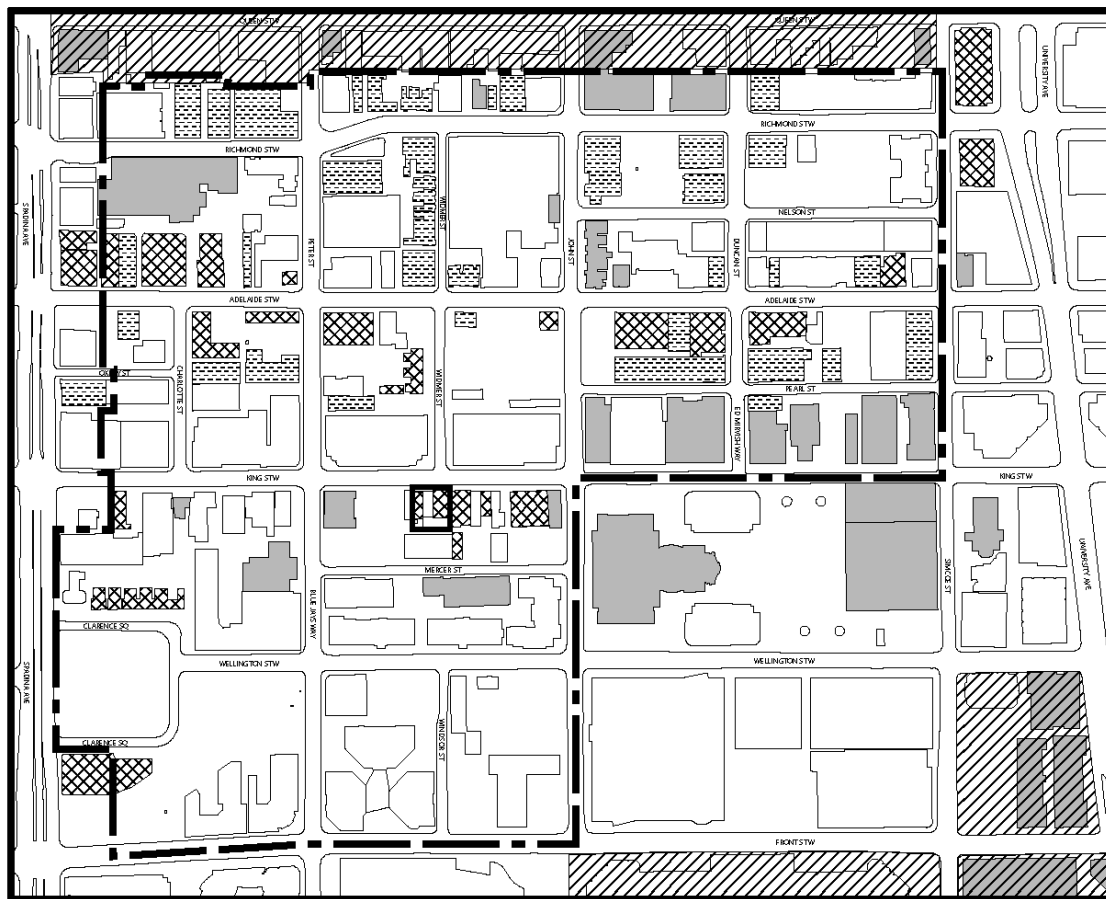 QUEEN ST W
QUEEN ST W
UNIVERSITY AVE
RICHMOND ST W
RICHMOND ST W
SPADINA AVE
PETER ST
WIDMER ST
JOHN ST
NELSON ST
DUNCAN ST
ADELAIDE ST W
ADELAIDE ST W
CHARLOTTE ST
WIDMER ST
PEARL ST
ED MIRVISH WAY
KING ST W
KING ST W
MERCER ST
BLUE JAYS WAY
SIMCOE ST
UNIVERSITY AVE
CLARENCE SQ
WELLINGTON ST W
WELLINGTON ST W
SPADINA AVE
WINDSOR ST
CLARENCE SQ
FRONT ST W